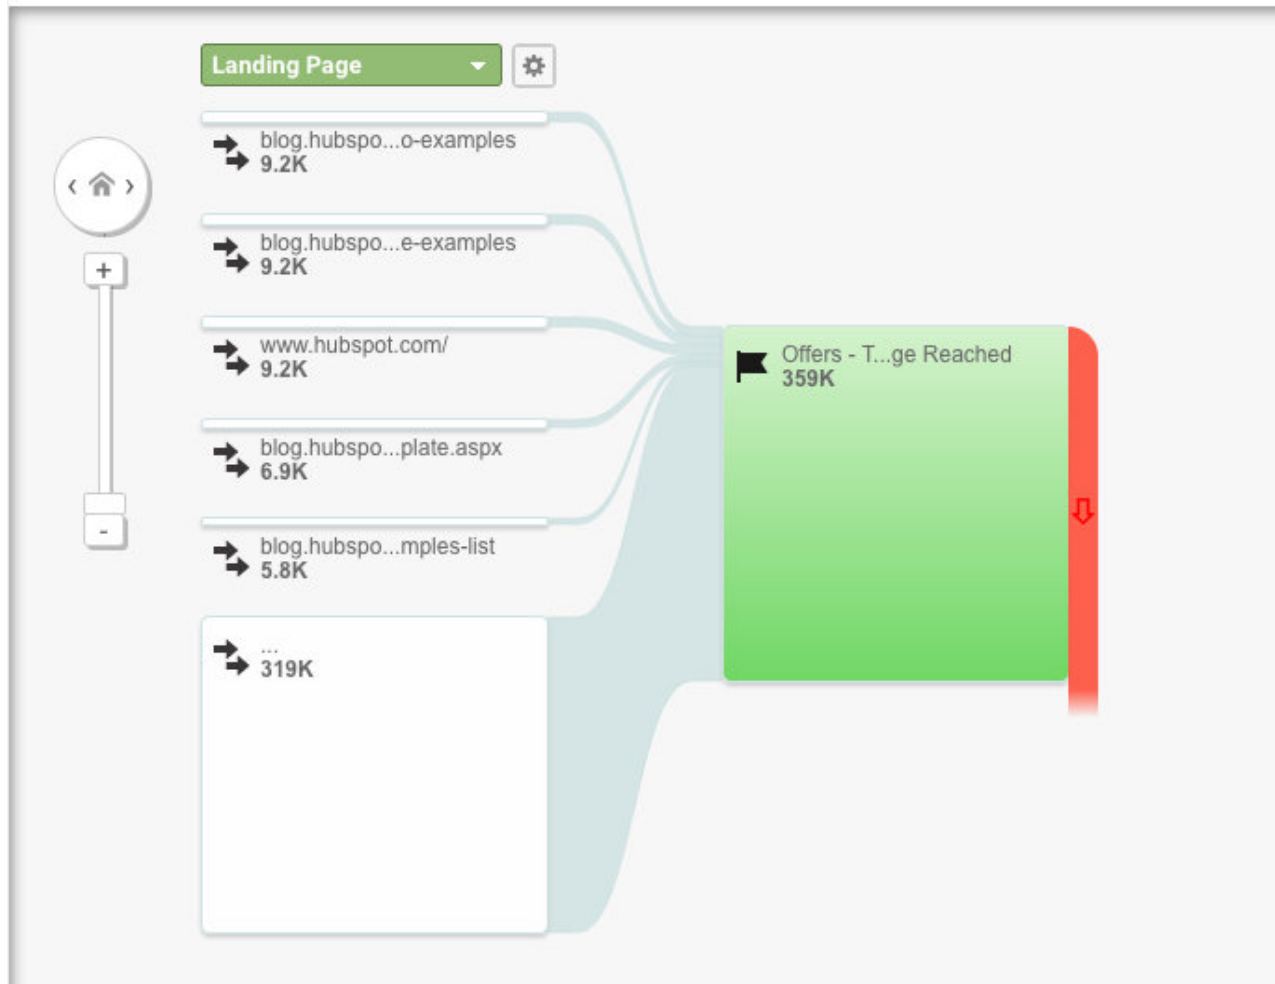 Landing Page
blog.hubspo...o-examples
9.2K
blog.hubspo...e-examples
9.2K
www.hubspot.com/
9.2K
blog.hubspo...plate.aspx
6.9K
blog.hubspo...mples-list
5.8K
...
319K
Offers - T...ge Reached
359K
+
-